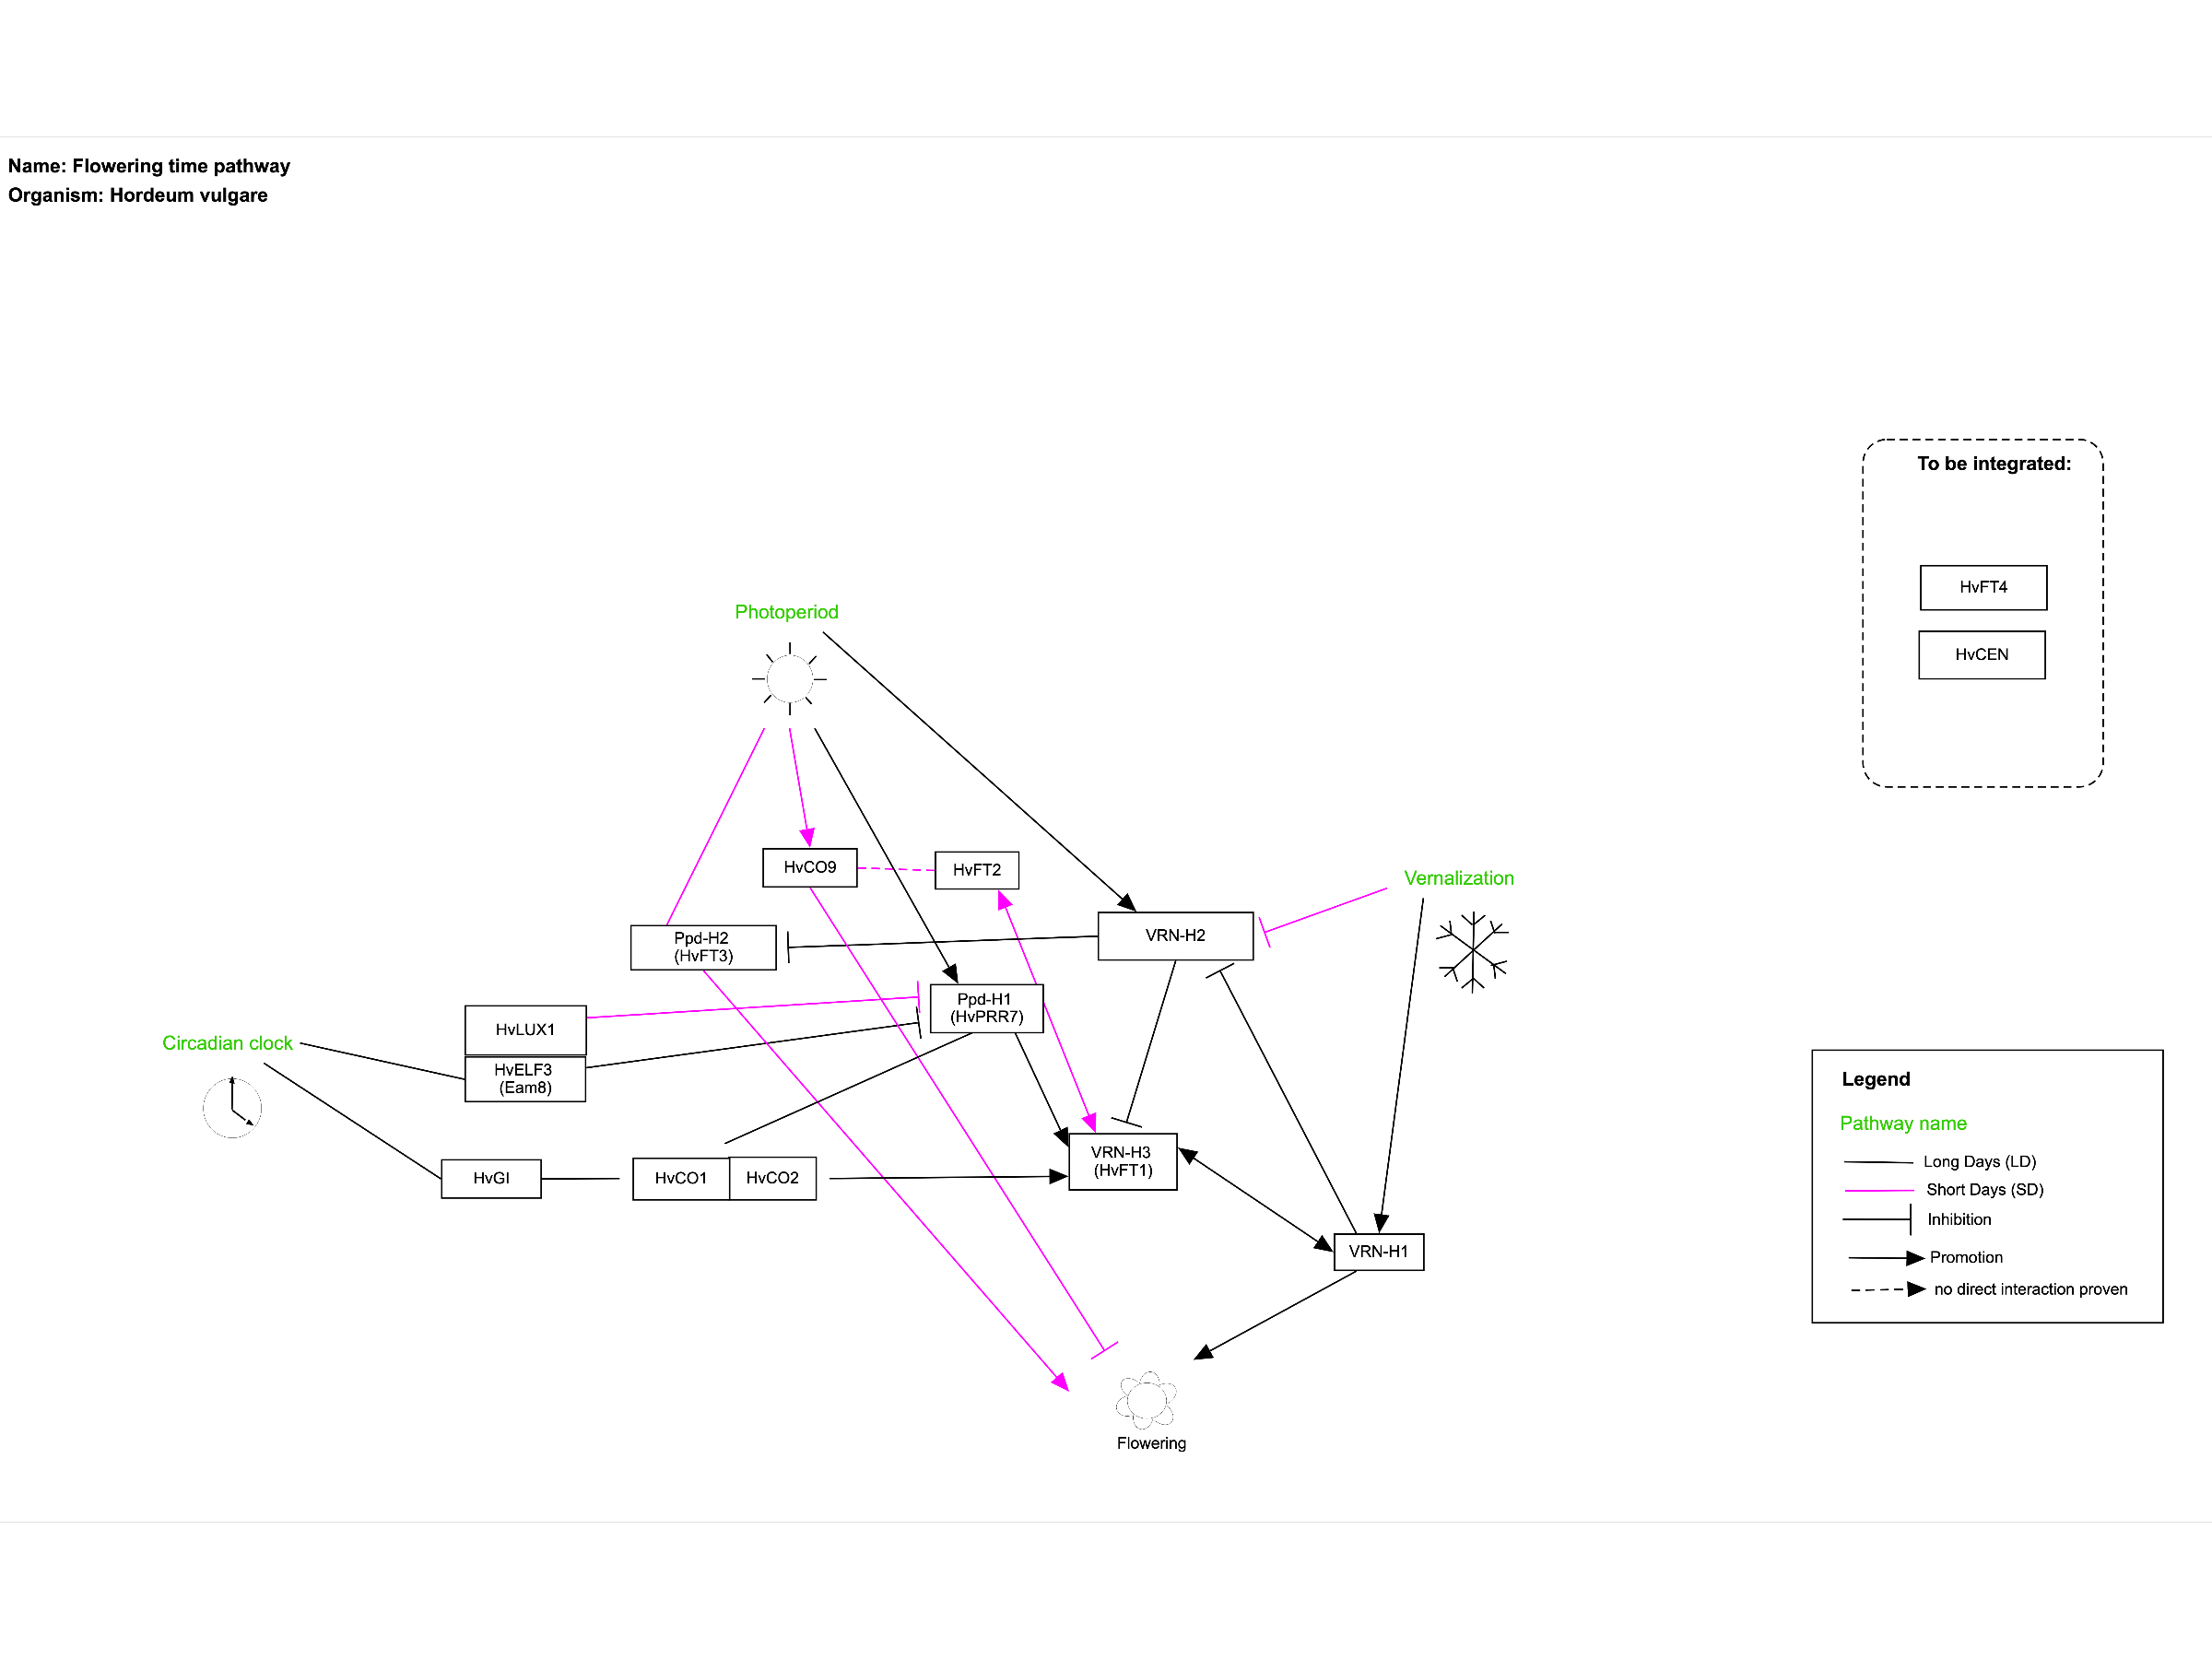 Name: Flowering time pathway
Organism: Hordeum vulgare
To be integrated:
HvFT4
HvCEN
Photoperiod
HvCO9
HvFT2
Vernalization
VRN-H2
Ppd-H2
(HvFT3)
Ppd-H1
(HvPRR7)
HvLUX1
Circadian clock
HvELF3
(Eam8)
VRN-H3
(HvFT1)
HvGI
HvCO1
HvCO2
VRN-H1
Flowering
Legend
Pathway name
Long Days (LD)
Short Days (SD)
Inhibition
Promotion
no direct interaction proven